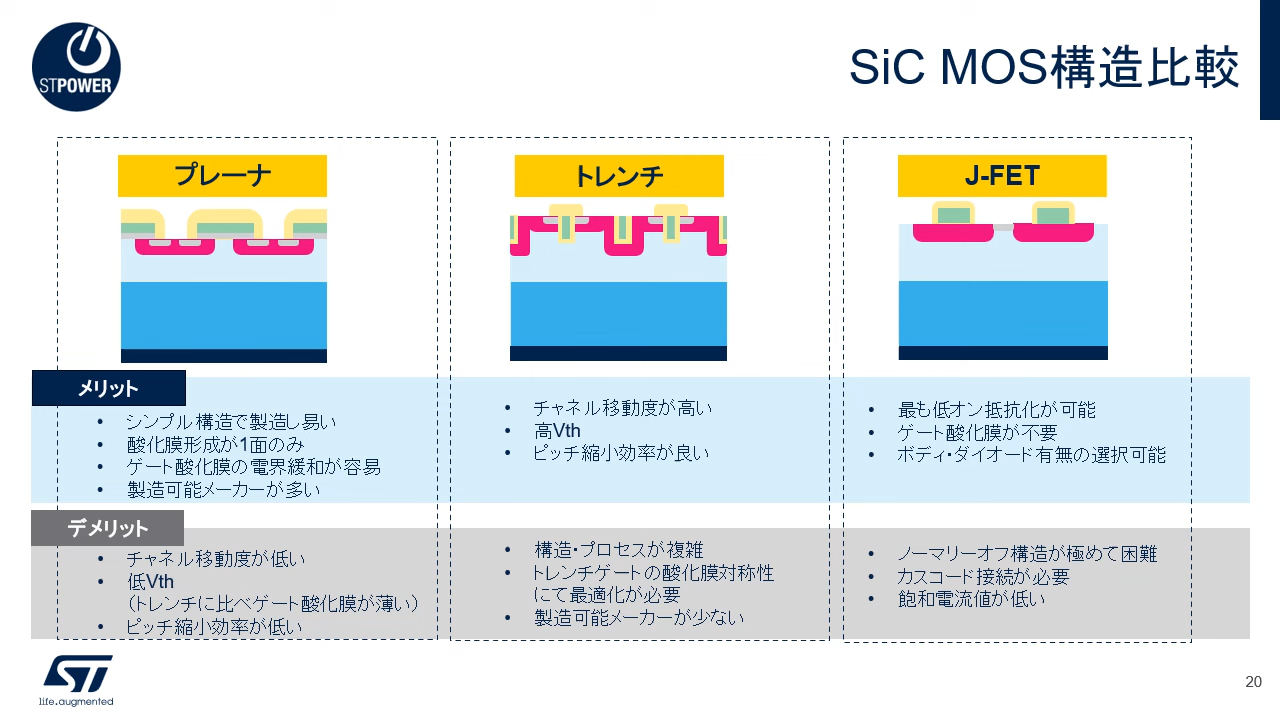 STPOWER
SiC MOS構造比較
プレーナ
トレンチ
J-FET
メリット
• シンプル構造で製造し易い
• 酸化膜形成が1面のみ
• ゲート酸化膜の電界緩和が容易
• 製造可能メーカーが多い
• チャネル移動度が高い
• 高Vth
• ピッチ縮小効率が良い
• 最も低オン抵抗化が可能
• ゲート酸化膜が不要
• ボディ・ダイオード有無の選択可能
デメリット
• チャネル移動度が低い
• 低Vth
（トレンチに比べゲート酸化膜が薄い）
• ピッチ縮小効率が低い
• 構造・プロセスが複雑
• トレンチゲートの酸化膜対称性
にて最適化が必要
• 製造可能メーカーが少ない
• ノーマリーオフ構造が極めて困難
• カスコード接続が必要
• 飽和電流値が低い
ST
life.augmented
20